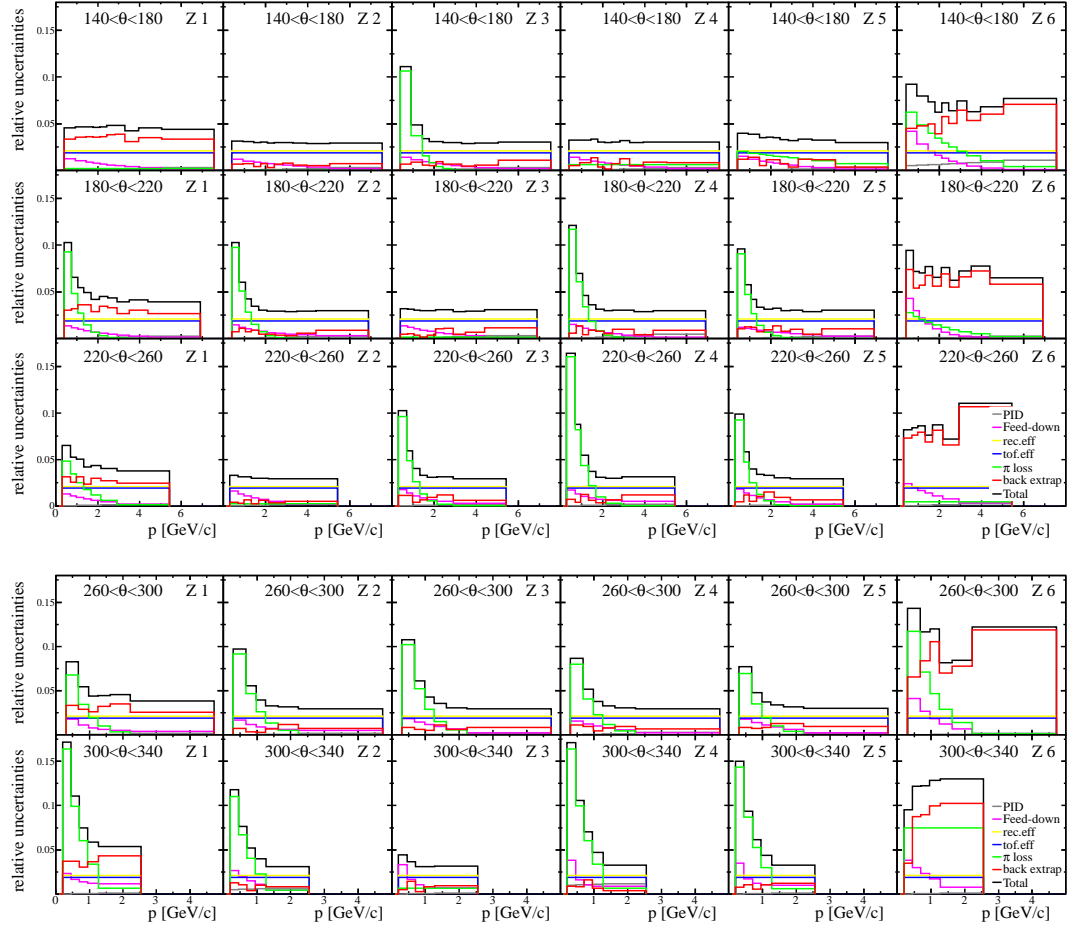 relative uncertainties
0.15
0.1
0.05
140<θ<180 Z 1
140<θ<180 Z 2
140<θ<180 Z 3
140<θ<180 Z 4
140<θ<180 Z 5
140<θ<180 Z 6
relative uncertainties
0.15
0.1
0.05
180<θ<220 Z 1
180<θ<220 Z 2
180<θ<220 Z 3
180<θ<220 Z 4
180<θ<220 Z 5
180<θ<220 Z 6
relative uncertainties
0.15
0.1
0.05
0
220<θ<260 Z 1
220<θ<260 Z 2
220<θ<260 Z 3
220<θ<260 Z 4
220<θ<260 Z 5
220<θ<260 Z 6
PID
Feed-down
rec.eff
tof.eff
π loss
back extrap
Total
0 2 4 6
2 4 6
2 4 6
2 4 6
2 4 6
2 4 6
p [GeV/c]
p [GeV/c]
p [GeV/c]
p [GeV/c]
p [GeV/c]
p [GeV/c]
relative uncertainties
0.15
0.1
0.05
260<θ<300 Z 1
260<θ<300 Z 2
260<θ<300 Z 3
260<θ<300 Z 4
260<θ<300 Z 5
260<θ<300 Z 6
relative uncertainties
0.15
0.1
0.05
0
300<θ<340 Z 1
300<θ<340 Z 2
300<θ<340 Z 3
300<θ<340 Z 4
300<θ<340 Z 5
300<θ<340 Z 6
PID
Feed-down
rec.eff
tof.eff
π loss
back extrap
Total
0 1 2 3 4
1 2 3 4
1 2 3 4
1 2 3 4
1 2 3 4
1 2 3 4
p [GeV/c]
p [GeV/c]
p [GeV/c]
p [GeV/c]
p [GeV/c]
p [GeV/c]